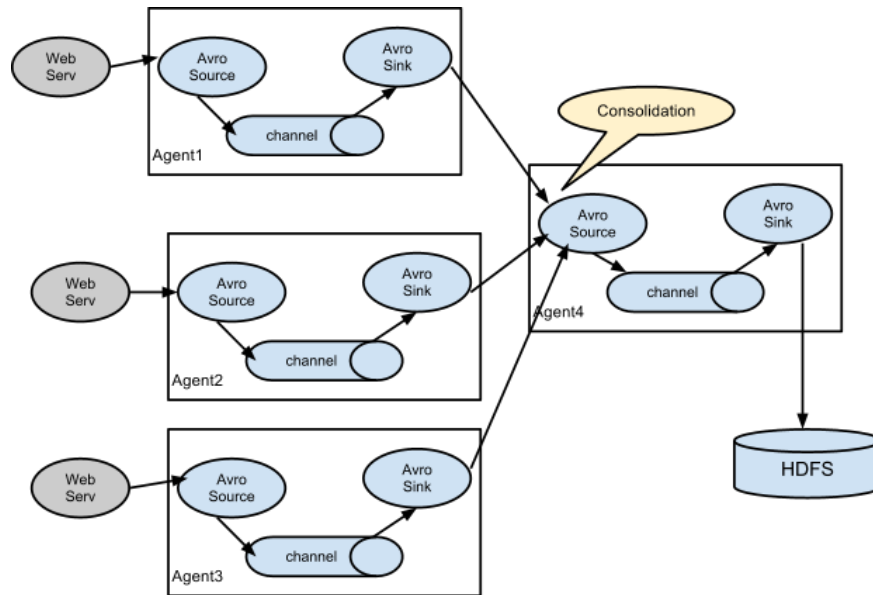 Web
Serv
Avro
Source
Avro
Sink
channel
Agent1
Consolidation
Avro
Source
Avro
Sink
channel
Agent4
Web
Serv
Avro
Source
Avro
Sink
channel
Agent2
HDFS
Web
Serv
Avro
Source
Avro
Sink
channel
Agent3